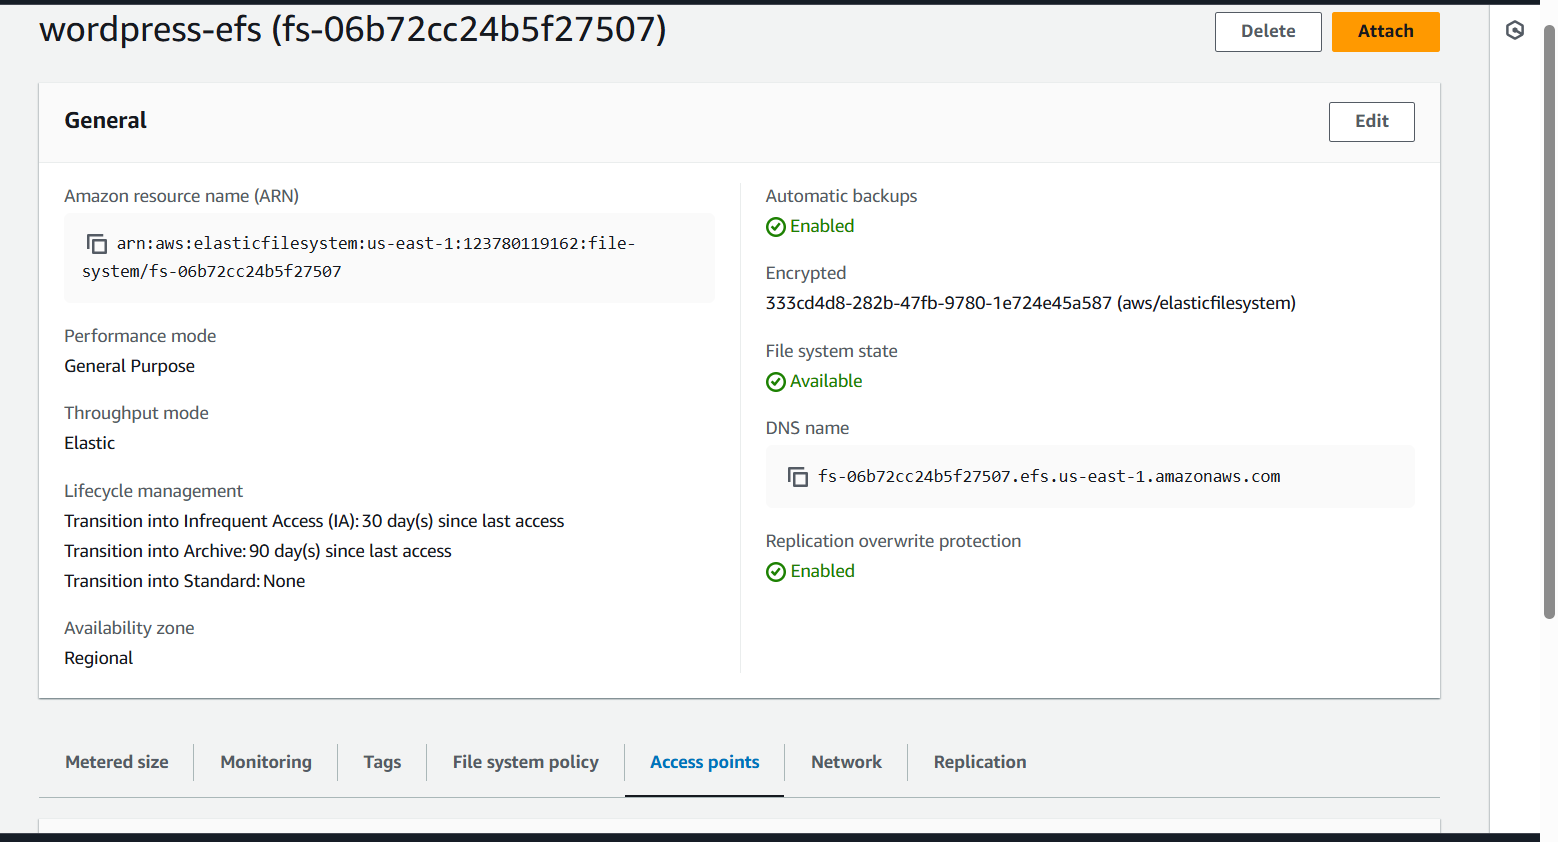 wordpress-efs (fs-06b72cc24b5f27507)
Delete
Attach
General
Edit
Amazon resource name (ARN)
arn:aws:elasticfilesystem:us-east-1:123780119162:file-
system/fs-06b72cc24b5f27507
Performance mode
General Purpose
Throughput mode
Elastic
Lifecycle management
Transition into Infrequent Access (IA): 30 day(s) since last access
Transition into Archive: 90 day(s) since last access
Transition into Standard: None
Availability zone
Regional
Automatic backups
Enabled
Encrypted
333cd4d8-282b-47fb-9780-1e724e45a587 (aws/elasticfilesystem)
File system state
Available
DNS name
fs-06b72cc24b5f27507.efs.us-east-1.amazonaws.com
Replication overwrite protection
Enabled
Metered size
Monitoring
Tags
File system policy
Access points
Network
Replication